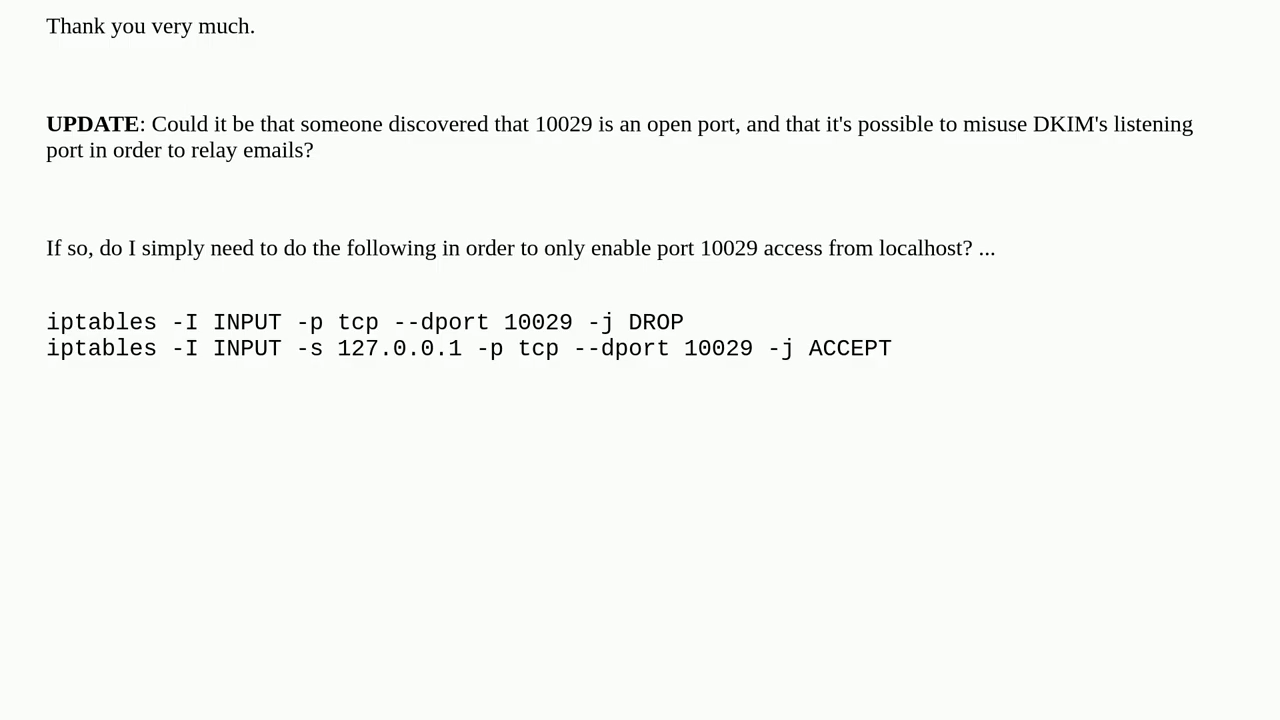 Thank you very much.
UPDATE: Could it be that someone discovered that 10029 is an open port, and that it's possible to misuse DKIM's listening
port in order to relay emails?
If so, do I simply need to do the following in order to only enable port 10029 access from localhost? ...
iptables -I INPUT -p tcp --dport 10029 -j DROP
iptables -I INPUT -s 127.0.0.1 -p tcp --dport 10029 -j ACCEPT